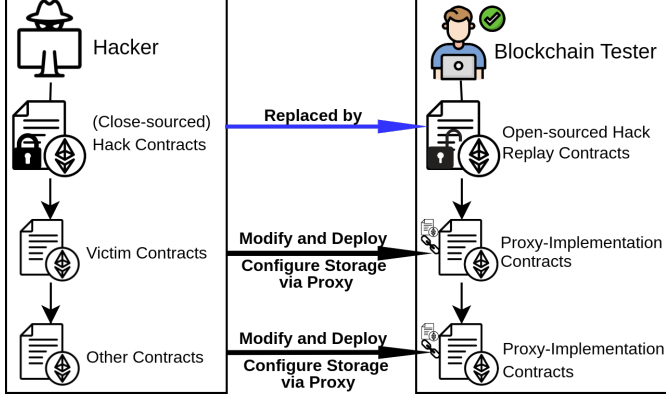 Hacker
Blockchain Tester
(Close-sourced)
Hack Contracts
Replaced by
Open-sourced Hack
Replay Contracts
Victim Contracts
Modify and Deploy
Configure Storage
via Proxy
Proxy-Implementation
Contracts
Other Contracts
Modify and Deploy
Configure Storage
via Proxy
Proxy-Implementation
Contracts